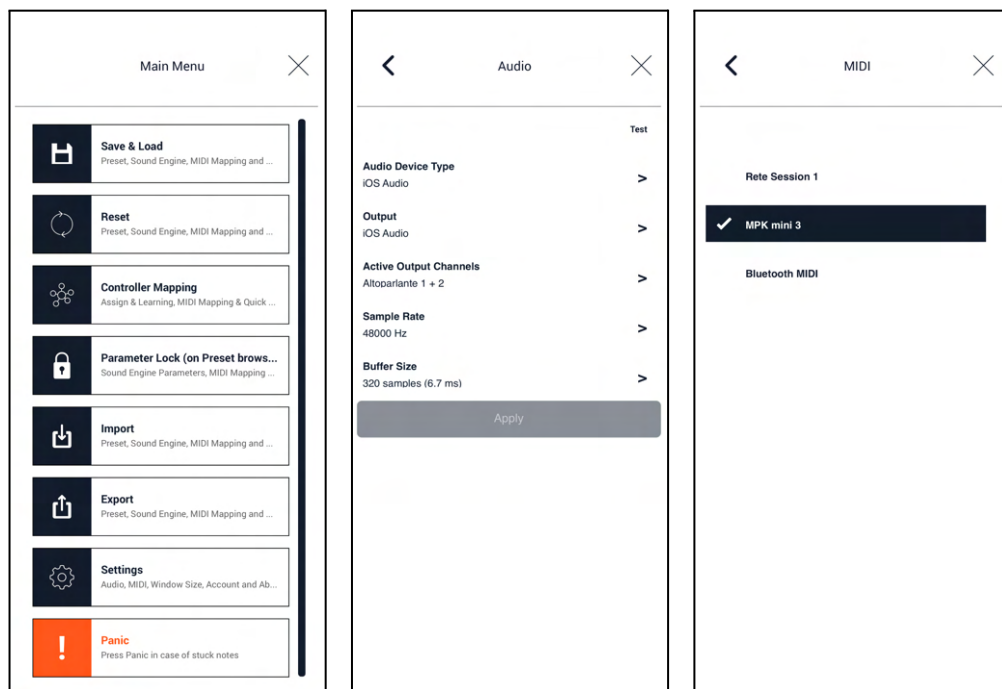 Main Menu
Save & Load
Preset, Sound Engine, MIDI Mapping and ...
Reset
Preset, Sound Engine, MIDI Mapping and ...
Controller Mapping
Assign & Learning, MIDI Mapping & Quick ...
Parameter Lock (on Preset brows...
Sound Engine Parameters, MIDI Mapping ...
Import
Preset, Sound Engine, MIDI Mapping and ...
Export
Preset, Sound Engine, MIDI Mapping and ...
Settings
Audio, MIDI, Window Size, Account and Ab...
Panic
Press Panic in case of stuck notes
Audio
Test
Audio Device Type
iOS Audio
Output
iOS Audio
Active Output Channels
Altoparlante 1 + 2
Sample Rate
48000 Hz
Buffer Size
320 samples (6.7 ms)
Apply
MIDI
Rete Session 1
MPK mini 3
Bluetooth MIDI